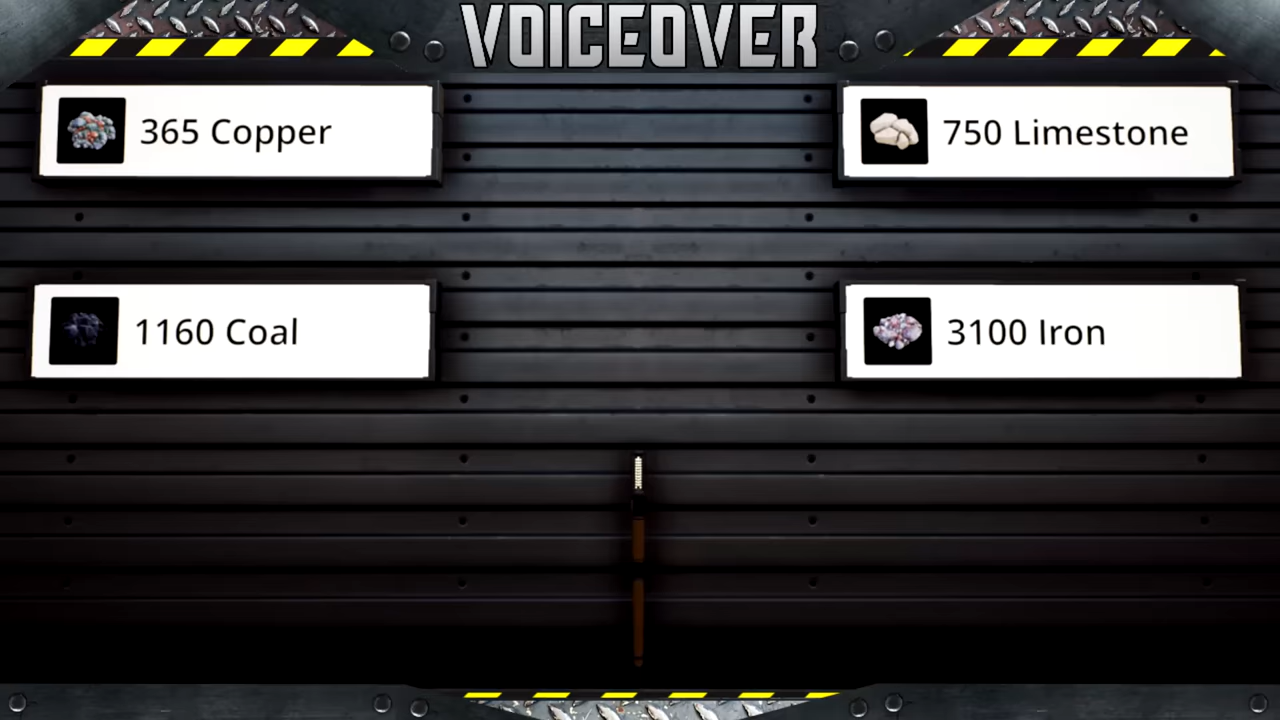 VOICEOVER
365 Copper
750 Limestone
1160 Coal
3100 Iron